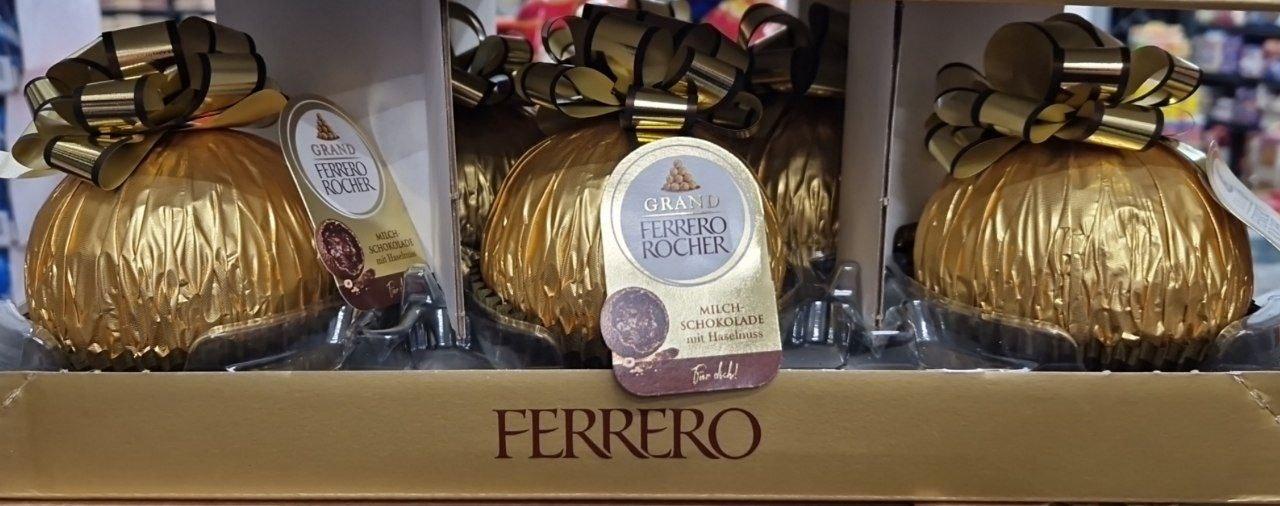 GRAND
FERRERO
ROCHER
MILCH-
SCHOKOLADE
mit Haselnuss
GRAND
FERRERO
ROCHER
MILCH-
SCHOKOLADE
mit Haselnuss
Für dich!
FERRERO